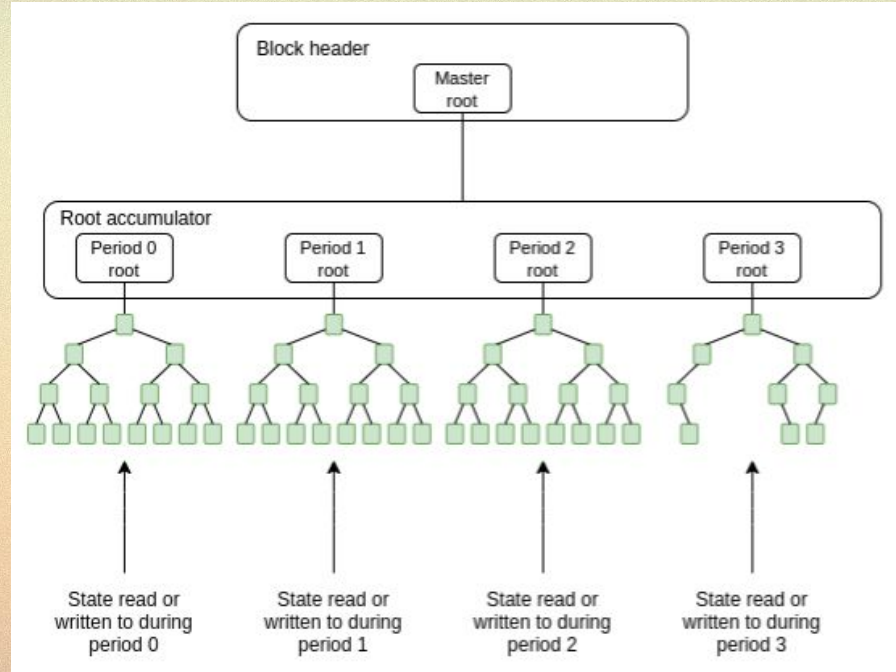 Block header
Master
root
Root accumulator
Period 0
root
Period 1
root
Period 2
root
Period 3
root
State read or
written to during
period 0
State read or
written to during
period 1
State read or
written to during
period 2
State read or
written to during
period 3